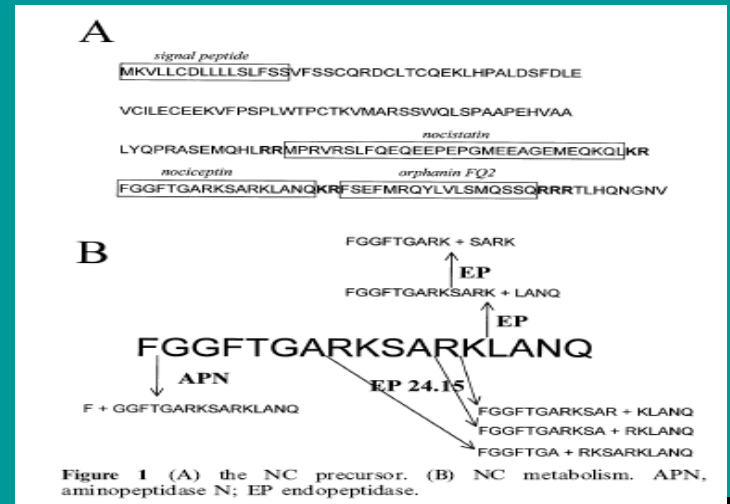 A
signal peptide
MKVLLCDLLLLSLFSSVFSSCQRDCLTCQEKLHPALDSFDLE
VCILECEEKVFPSPLWTPCTKVMARSSWQLSPAAPEHVAA
nocistatin
LYQPRASEMQHLRRMPRVRSLFQEQEEPEPGMEEAGEMEQKQLKR
nociceptin orphanin FQ2
FGGFTGARKSARKLANQKRFSEFMRQYLVLSMQSSQRRRTLHQNGNV
B
FGGFTGARK + SARK
EP
FGGFTGARKSARK + LANQ
EP
FGGFTGARKSARKLANQ
APN
EP 24.15
F + GGFTGARKSARKLANQ
FGGFTGARKSAR + KLANQ
FGGFTGARKSA + RKLANQ
FGGFTGA + RKSARKLANQ
Figure 1 (A) the NC precursor. (B) NC metabolism. APN,
aminopeptidase N; EP endopeptidase.